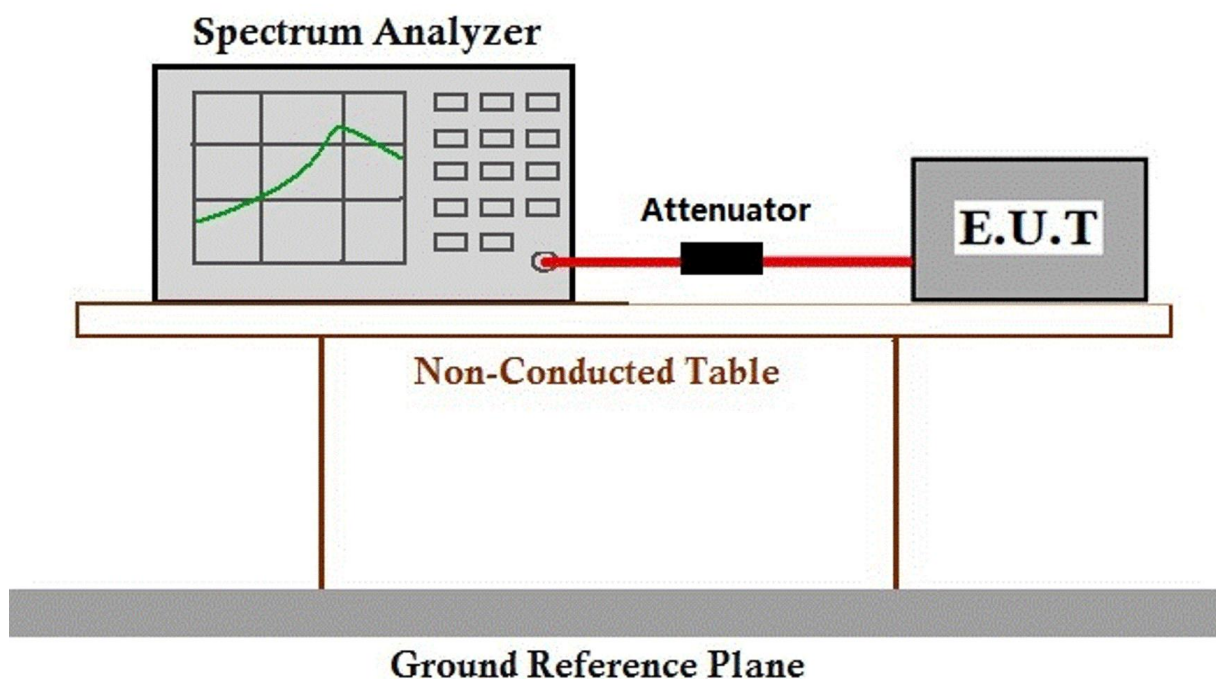 Spectrum Analyzer
Attenuator
E.U.T
Non-Conducted Table
Ground Reference Plane